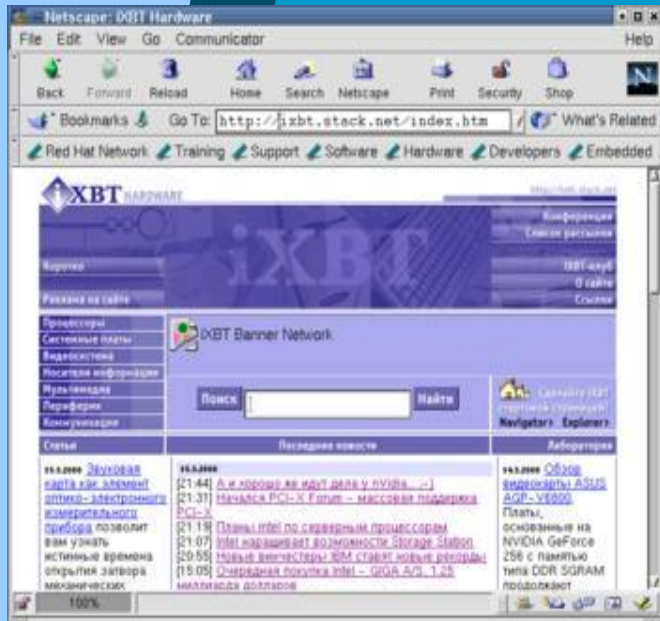 Netscape: iXBT Hardware
File Edit View Go Communicator Help
Back Forward Reload Home Search Netscape Print Security Shop
N
Bookmarks Go To: http://ixbt.stack.net/index.htm What's Related
Red Hat Network Training Support Software Hardware Developers Embedded
iXBT HARDWARE
iXBT
Конференция
Список рассылки
Коротко
iXBT-клуб
О сайте
Реклама на сайте
Ссылки
Процессоры
Системные платы
Видеосистема
Носители информации
Мультимедиа
Периферия
Коммуникации
iXBT Banner Network
Поиск
Найти
Сделайте iXBT
стартовой страницей!
Navigator> Explorer>
Статьи
Последние новости
Лаборатория
15.3.2000 Звуковая
карта как элемент
оптико-электронного
измерительного
прибора позволит
вам узнать
истинные времена
открытия затвора
механических
15.3.2000
[21:44] А и хорошо же идут дела у nVidia... ;-)
[21:31] Начался PCI-X Forum - массовая поддержка
PCI-X
[21:19] Планы Intel по серверным процессорам
[21:07] Intel наращивает возможности Storage Station
[20:55] Новые винчестеры IBM ставят новые рекорды
[15:05] Очередная покупка Intel - GIGA A/S, 1.25
миллиарда долларов
14.3.2000 Обзор
видеокарты ASUS
AGP-V6800.
Платы,
основанные на
NVIDIA GeForce
256 с памятью
типа DDR SGRAM
продолжают
100%